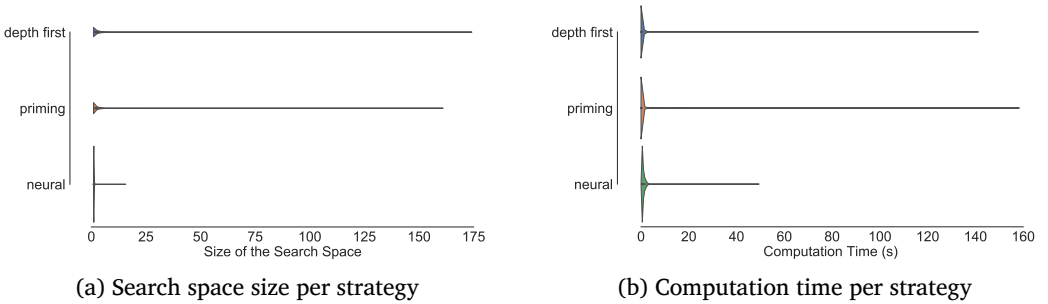 depth first
priming
neural
0 25 50 75 100 125 150 175
Size of the Search Space
(a) Search space size per strategy
depth first
priming
neural
0 20 40 60 80 100 120 140 160
Computation Time (s)
(b) Computation time per strategy